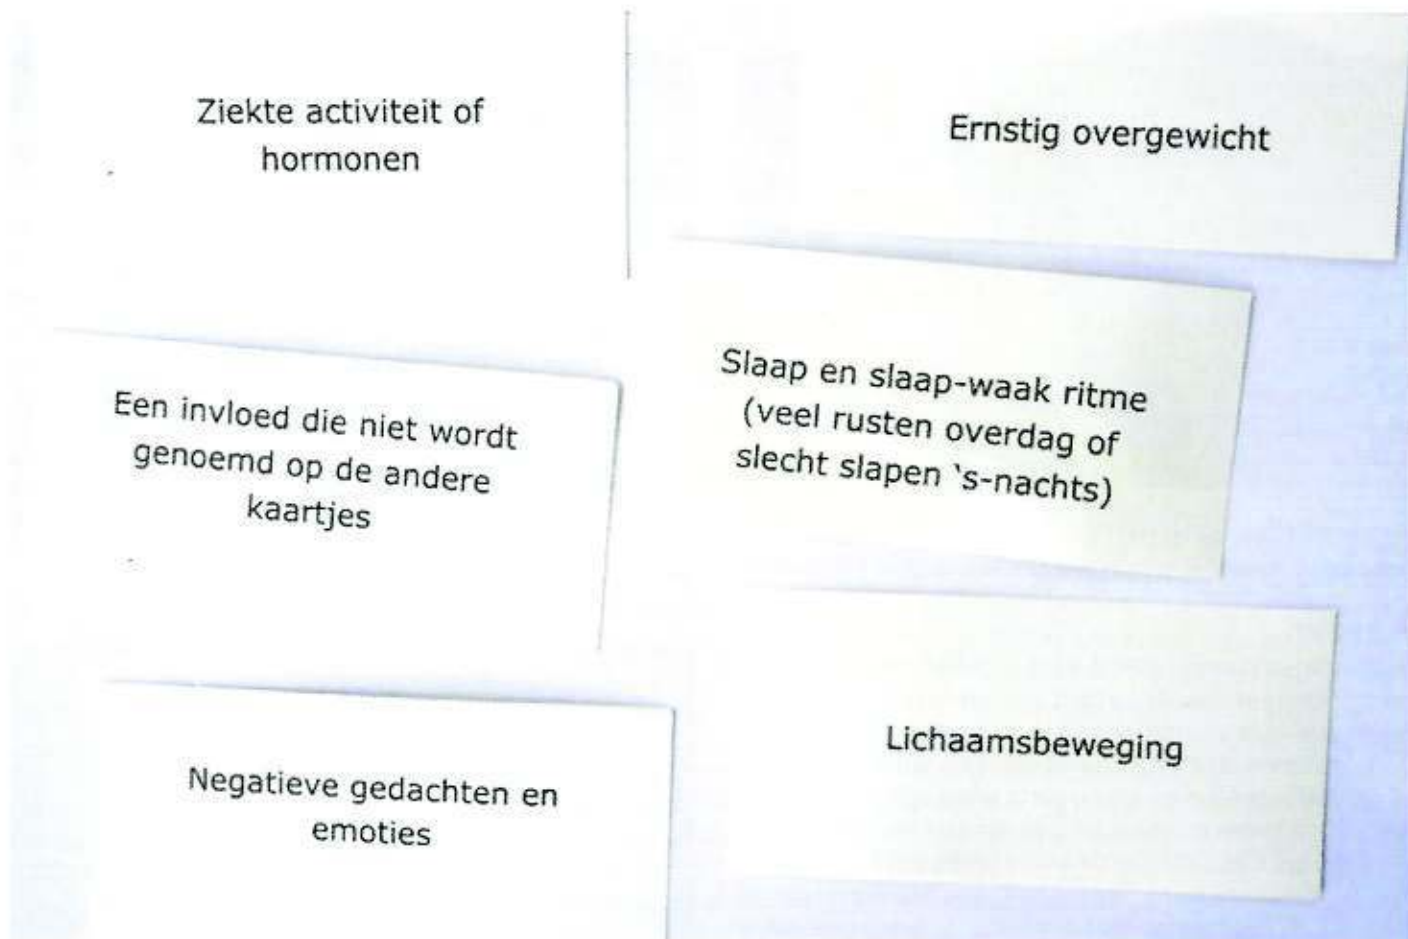 Ziekte activiteit of
hormonen
Ernstig overgewicht
Een invloed die niet wordt
genoemd op de andere
kaartjes
Slaap en slaap-waak ritme
(veel rusten overdag of
slecht slapen ‘s-nachts)
Negatieve gedachten en
emoties
Lichaamsbeweging